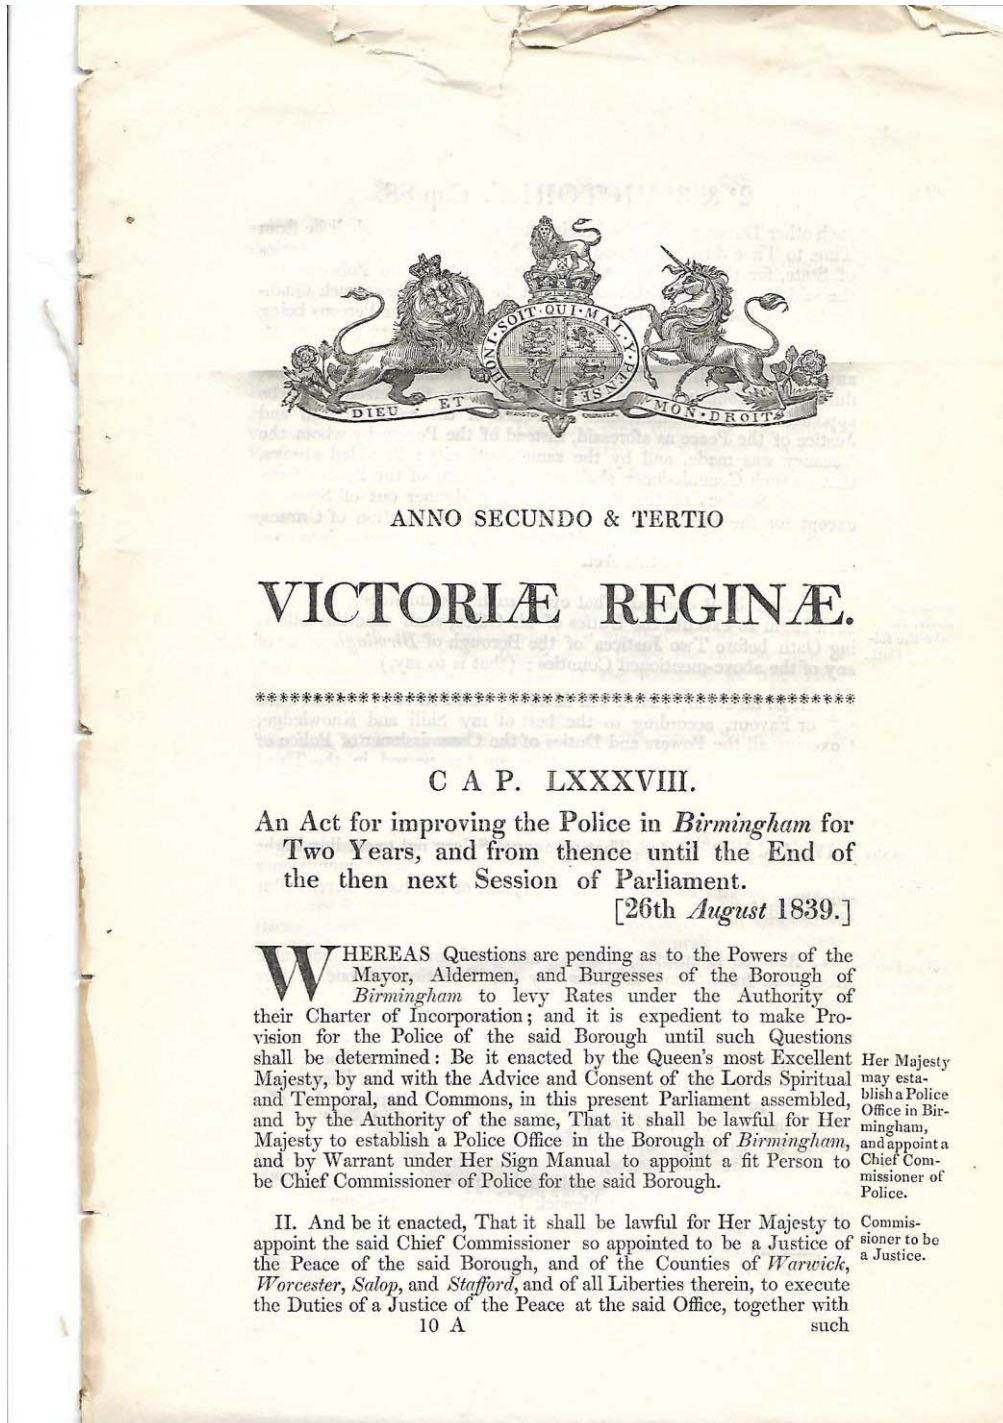 HONI · SOIT · QUI · MAL · Y · PENSE
DIEU · ET
MON · DROIT
ANNO SECUNDO & TERTIO
VICTORIÆ REGINÆ.
C A P. LXXXVIII.
An Act for improving the Police in Birmingham for
Two Years, and from thence until the End of
the then next Session of Parliament.
[26th August 1839.]
WHEREAS Questions are pending as to the Powers of the
Mayor, Aldermen, and Burgesses of the Borough of
Birmingham to levy Rates under the Authority of
their Charter of Incorporation; and it is expedient to make Pro-
vision for the Police of the said Borough until such Questions
shall be determined: Be it enacted by the Queen's most Excellent
Majesty, by and with the Advice and Consent of the Lords Spiritual
and Temporal, and Commons, in this present Parliament assembled,
and by the Authority of the same, That it shall be lawful for Her
Majesty to establish a Police Office in the Borough of Birmingham,
and by Warrant under Her Sign Manual to appoint a fit Person to
be Chief Commissioner of Police for the said Borough.
Her Majesty
may esta-
blish a Police
Office in Bir-
mingham,
and appoint a
Chief Com-
missioner of
Police.
II. And be it enacted, That it shall be lawful for Her Majesty to
appoint the said Chief Commissioner so appointed to be a Justice of
the Peace of the said Borough, and of the Counties of Warwick,
Worcester, Salop, and Stafford, and of all Liberties therein, to execute
the Duties of a Justice of the Peace at the said Office, together with
Commis-
sioner to be
a Justice.
10 A
such